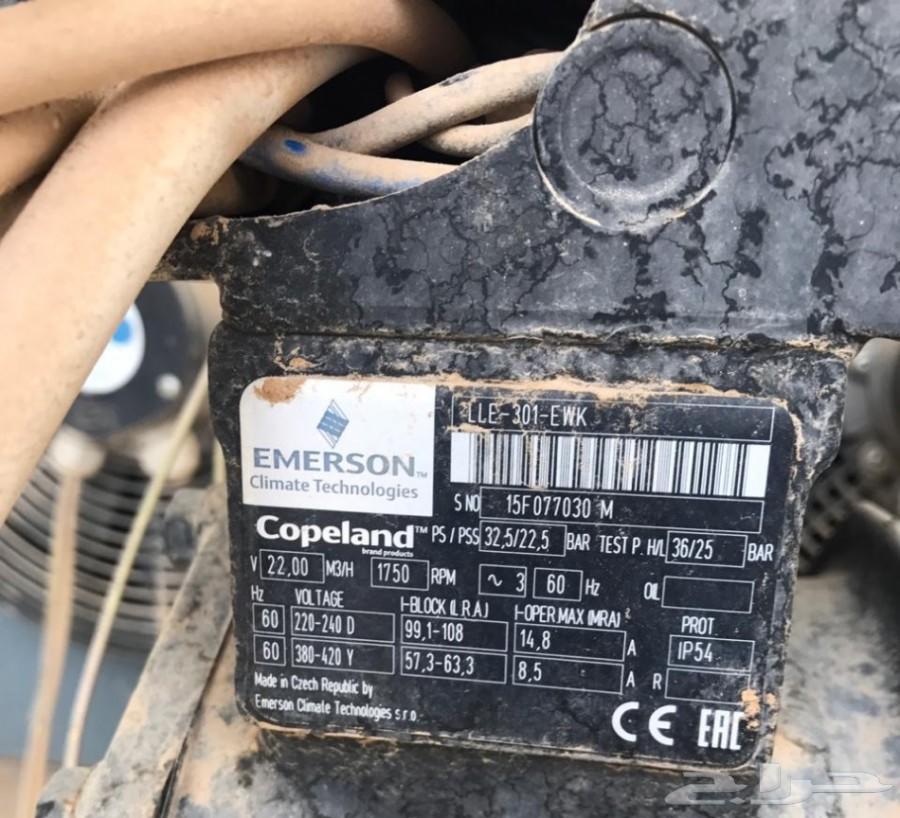 EMERSON™
Climate Technologies
LLE-301-EWK
S NO 15F077030 M
Copeland™
brand products
PS / PSS 32,5/22,5 BAR TEST P. H/L 36/25 BAR
V 22,00 M3/H 1750 RPM ~ 3 60 Hz OIL
Hz VOLTAGE I-BLOCK (L.R.A.) I-OPER.MAX (MRA) PROT
60 220-240 D 99,1-108 14,8 A IP54
60 380-420 Y 57,3-63,3 8,5 A R
Made in Czech Republic by
Emerson Climate Technologies s.r.o.
CE EAC
حراج